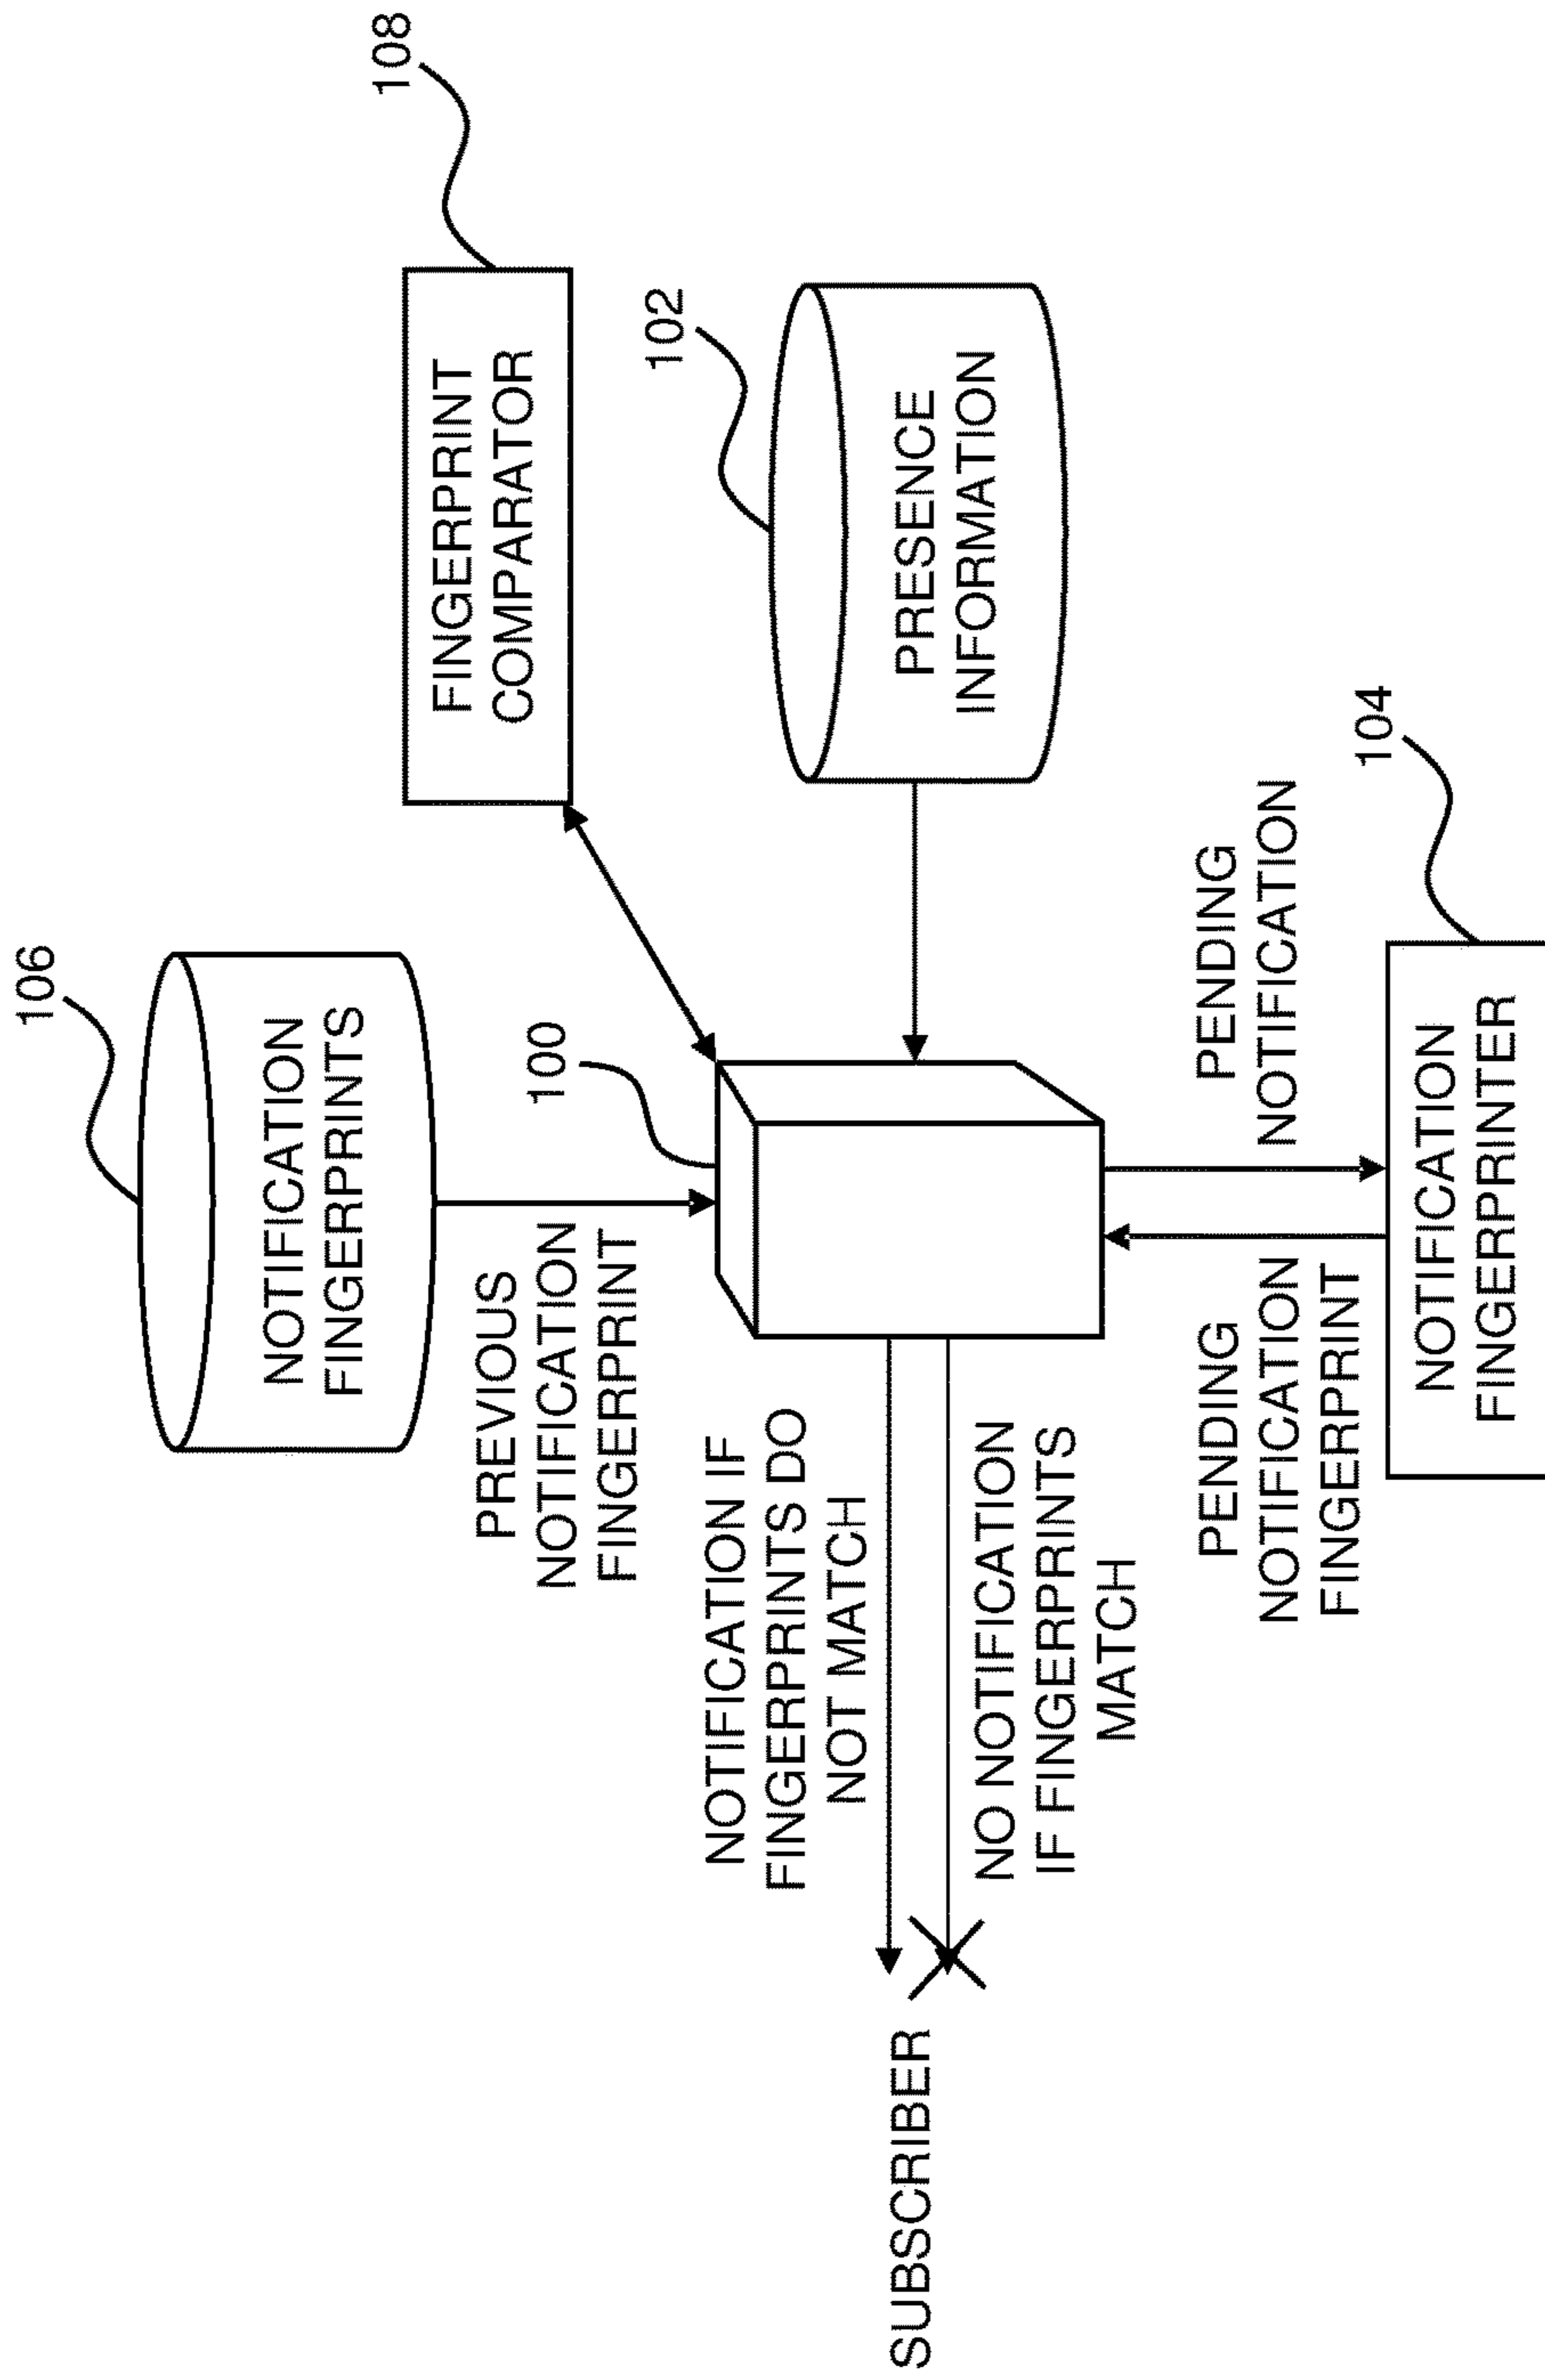 106
NOTIFICATION
FINGERPRINTS
108
FINGERPRINT
COMPARATOR
PREVIOUS
NOTIFICATION
FINGERPRINT
100
102
PRESENCE
INFORMATION
SUBSCRIBER
NOTIFICATION IF
FINGERPRINTS DO
NOT MATCH
NO NOTIFICATION
IF FINGERPRINTS
MATCH
PENDING
NOTIFICATION
FINGERPRINT
PENDING
NOTIFICATION
104
NOTIFICATION
FINGERPRINTER